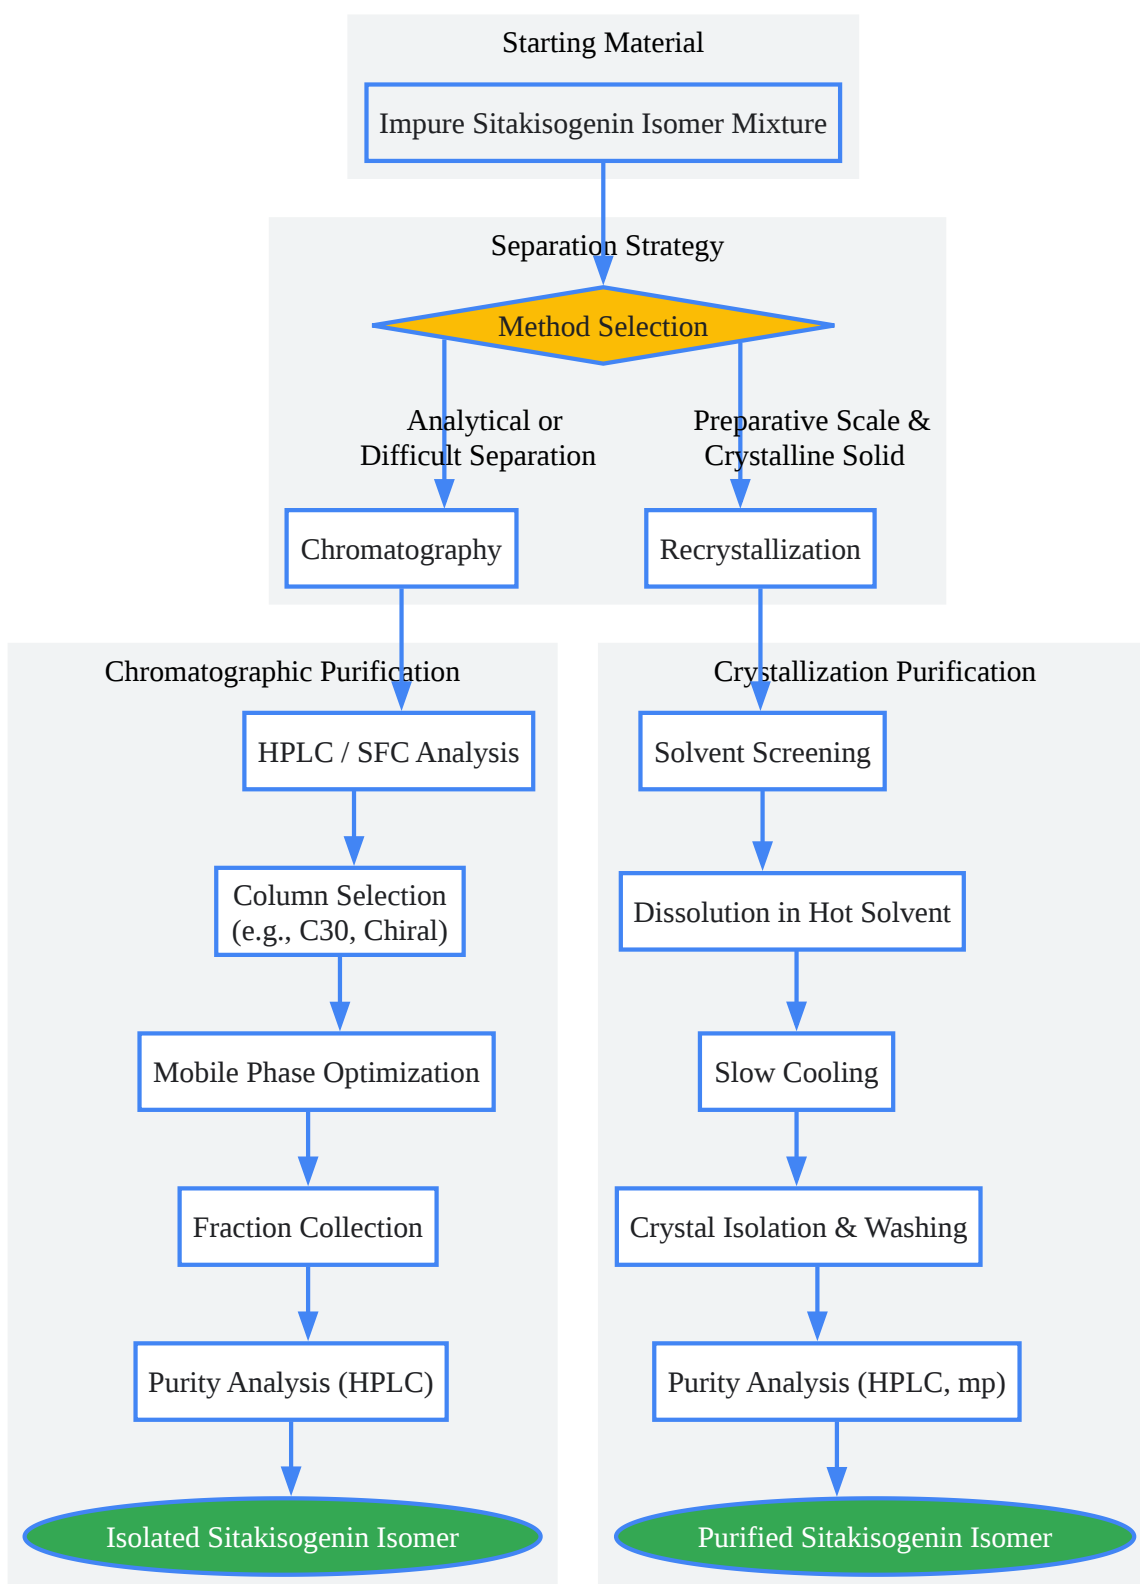 Starting Material
Impure Sitakisogenin Isomer Mixture
Separation Strategy
Method Selection
Analytical or
Difficult Separation
Preparative Scale &
Crystalline Solid
Chromatography
Recrystallization
Chromatographic Purification
HPLC / SFC Analysis
Column Selection
(e.g., C30, Chiral)
Mobile Phase Optimization
Fraction Collection
Purity Analysis (HPLC)
Isolated Sitakisogenin Isomer
Crystallization Purification
Solvent Screening
Dissolution in Hot Solvent
Slow Cooling
Crystal Isolation & Washing
Purity Analysis (HPLC, mp)
Purified Sitakisogenin Isomer